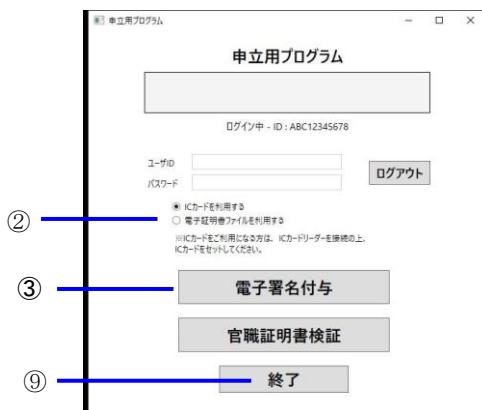 申立用プログラム
申立用プログラム
ログイン中 - ID : ABC12345678
ユーザID
パスワード
ログアウト
ICカードを利用する
② 電子証明書ファイルを利用する
※ICカードをご利用になる方は、ICカードリーダーを接続の上、
ICカードをセットしてください。
③ 電子署名付与
官職証明書検証
⑨ 終了